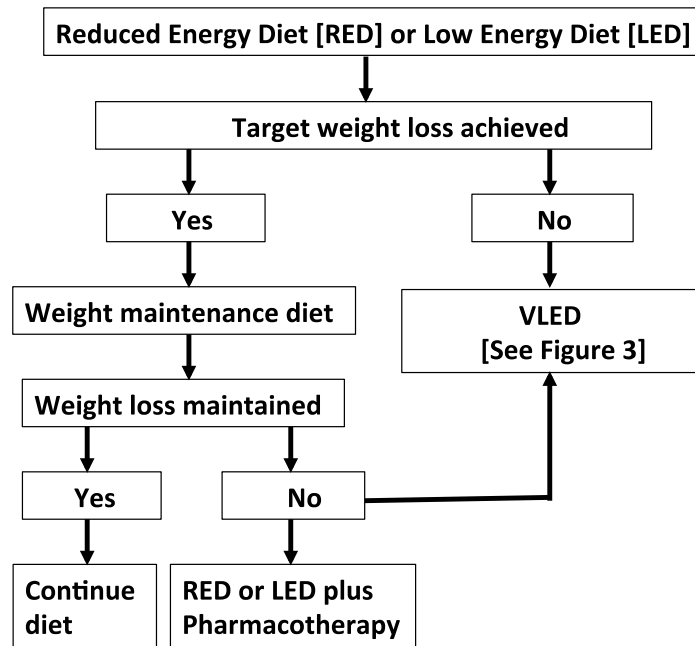 Reduced Energy Diet [RED] or Low Energy Diet [LED]
Target weight loss achieved
Yes
No
Weight maintenance diet
VLED
[See Figure 3]
Weight loss maintained
Yes
No
Continue
diet
RED or LED plus
Pharmacotherapy